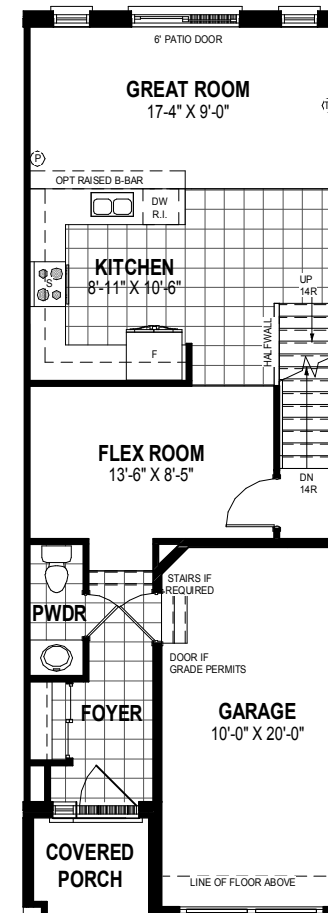 6' PATIO DOOR
GREAT ROOM
17'-4" X 9'-0"
P
OPT RAISED B-BAR
DW
R.I.
KITCHEN
8'-11" X 10'-6"
S
UP
14R
HALFWALL
F
FLEX ROOM
13'-6" X 8'-5"
DN
14R
STAIRS IF
REQUIRED
PWDR
DOOR IF
GRADE PERMITS
FOYER
GARAGE
10'-0" X 20'-0"
COVERED
PORCH
LINE OF FLOOR ABOVE